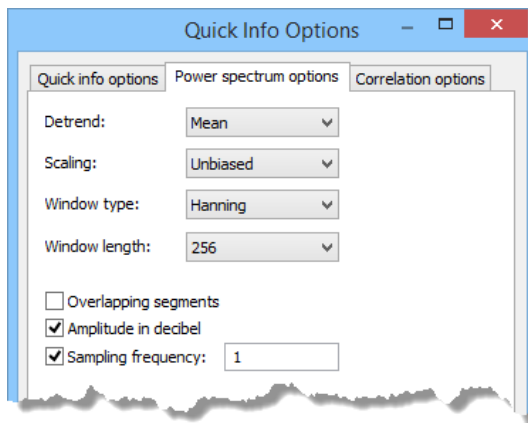 Quick Info Options
Quick info options Power spectrum options Correlation options
Detrend: Mean
Scaling: Unbiased
Window type: Hanning
Window length: 256
Overlapping segments
Amplitude in decibel
Sampling frequency: 1